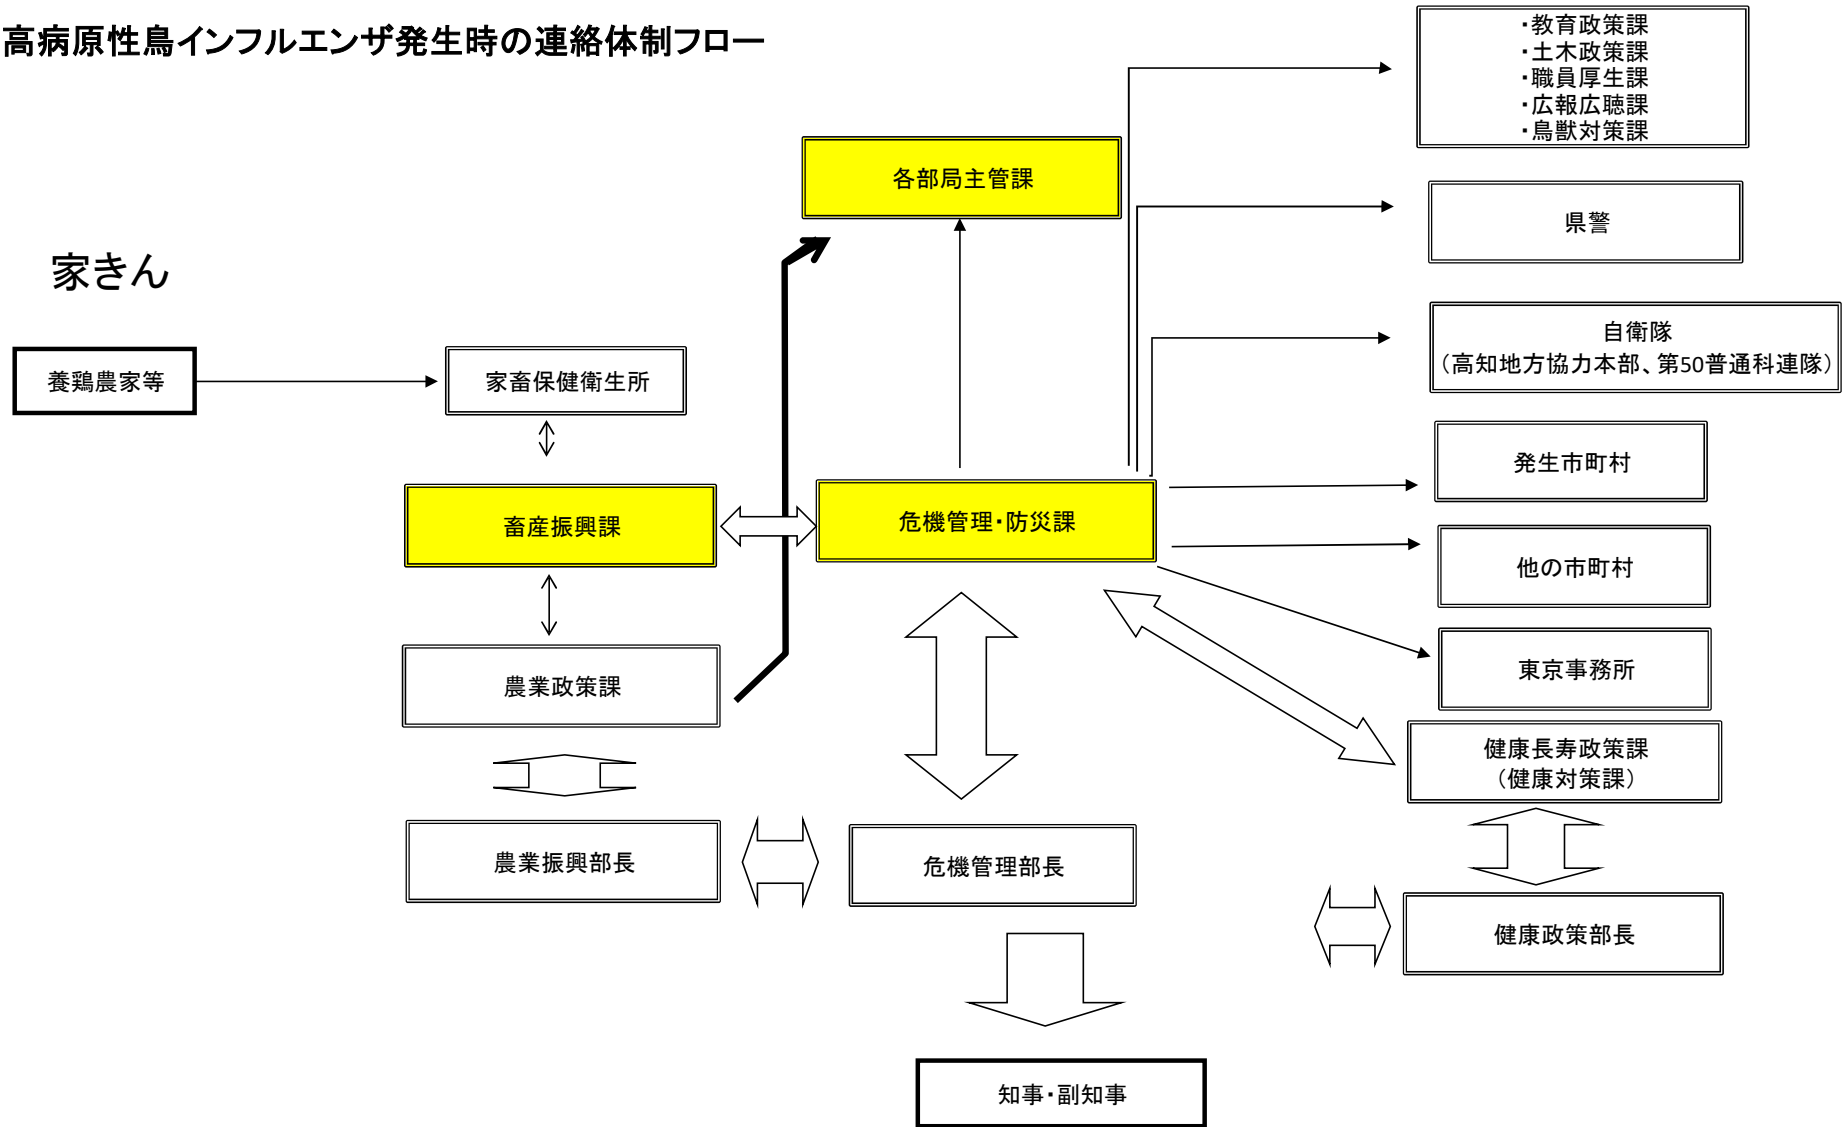 高病原性鳥インフルエンザ発生時の連絡体制フロー
・教育政策課
・土木政策課
・職員厚生課
・広報広聴課
・鳥獣対策課
各部局主管課
県警
家きん
自衛隊
（高知地方協力本部、第50普通科連隊）
養鶏農家等
家畜保健衛生所
発生市町村
畜産振興課
危機管理・防災課
他の市町村
農業政策課
東京事務所
健康長寿政策課
（健康対策課）
農業振興部長
危機管理部長
健康政策部長
知事・副知事